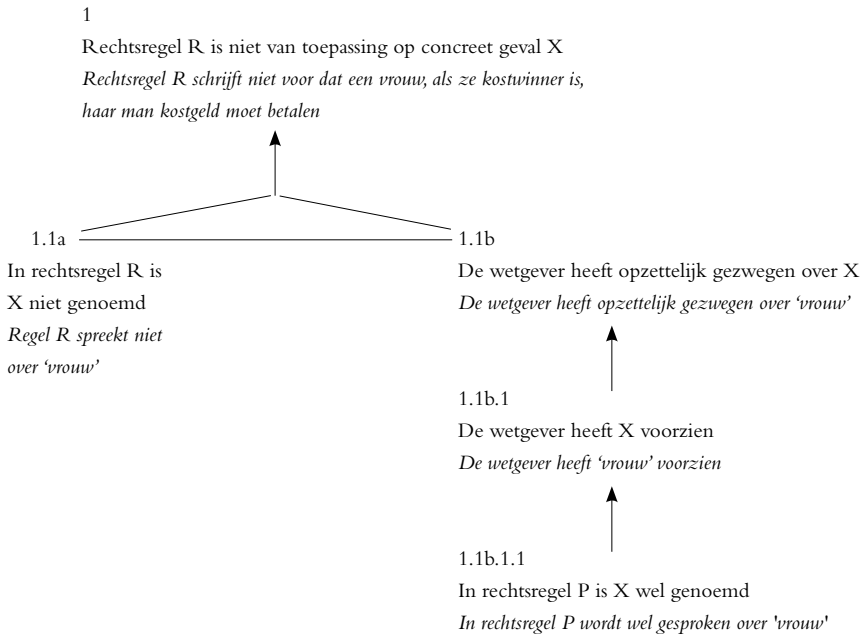 1
Rechtsregel R is niet van toepassing op concreet geval X
Rechtsregel R schrijft niet voor dat een vrouw, als ze kostwinner is,
haar man kostgeld moet betalen
1.1a
In rechtsregel R is
X niet genoemd
Regel R spreekt niet
over ‘vrouw’
1.1b
De wetgever heeft opzettelijk gezwegen over X
De wetgever heeft opzettelijk gezwegen over ‘vrouw’
1.1b.1
De wetgever heeft X voorzien
De wetgever heeft ‘vrouw’ voorzien
1.1b.1.1
In rechtsregel P is X wel genoemd
In rechtsregel P wordt wel gesproken over 'vrouw'